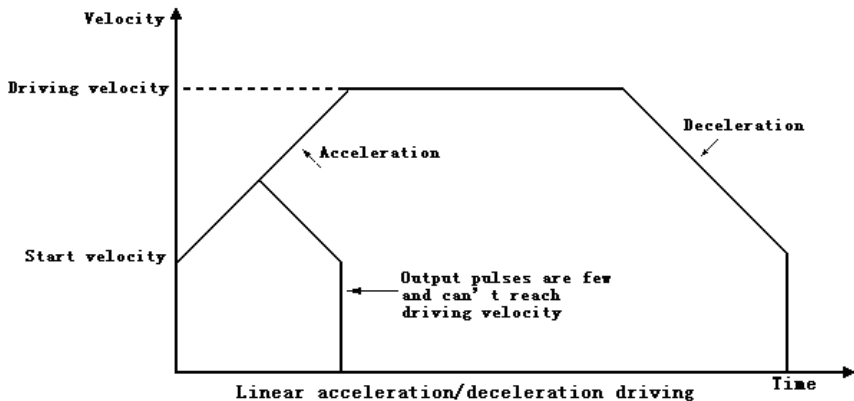 Velocity
Driving velocity
Deceleration
Acceleration
Start velocity
Output pulses are few
and can't reach
driving velocity
Time
Linear acceleration/deceleration driving